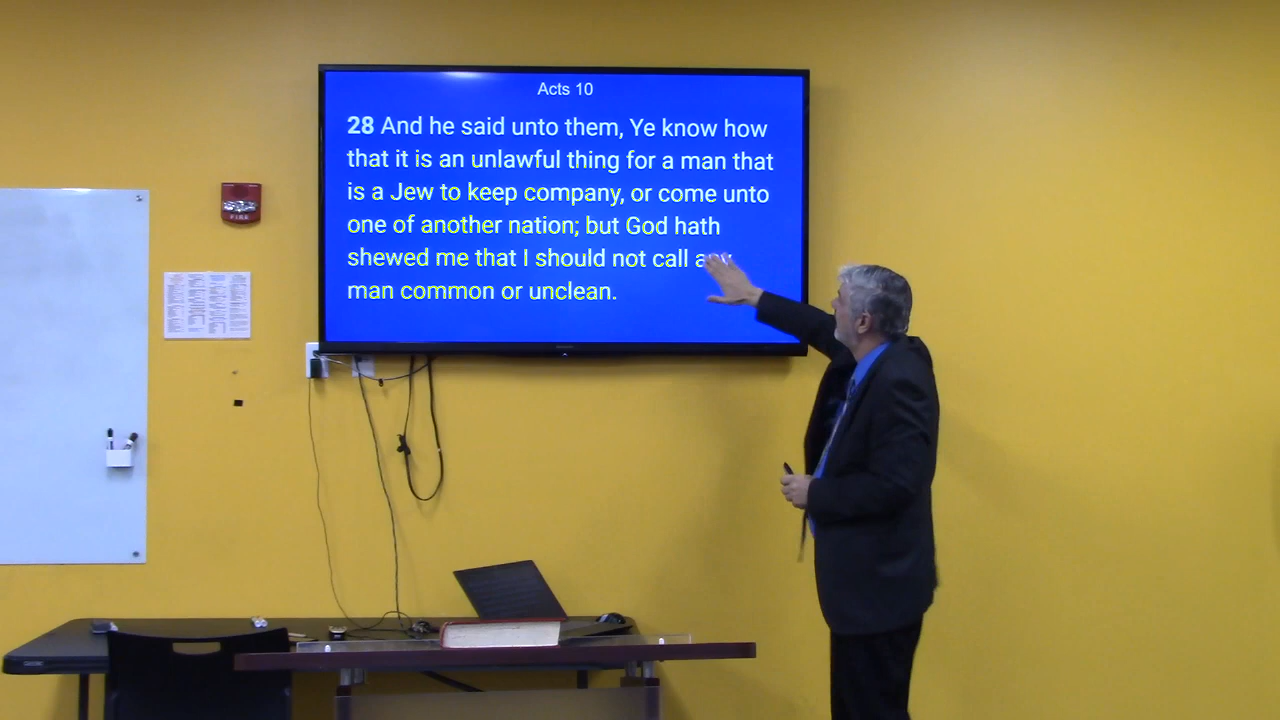 Acts 10
28 And he said unto them, Ye know how
that it is an unlawful thing for a man that
is a Jew to keep company, or come unto
one of another nation; but God hath
shewed me that I should not call any
man common or unclean.
FIRE